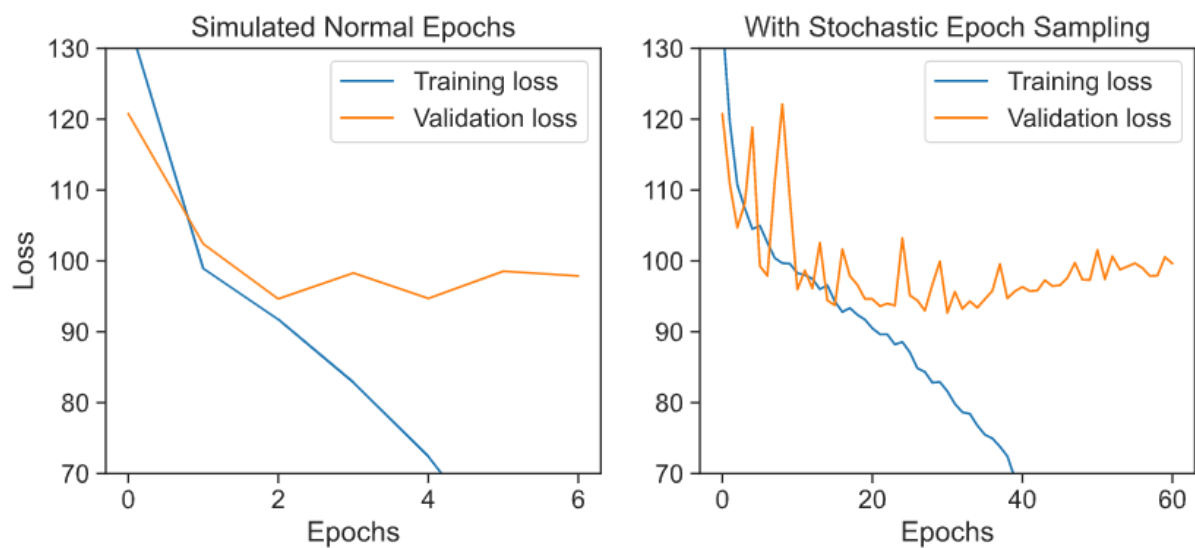 Simulated Normal Epochs
130
120
110
100
90
80
70
Loss
Training loss
Validation loss
0
2
4
6
Epochs
With Stochastic Epoch Sampling
130
120
110
100
90
80
70
Training loss
Validation loss
0
20
40
60
Epochs